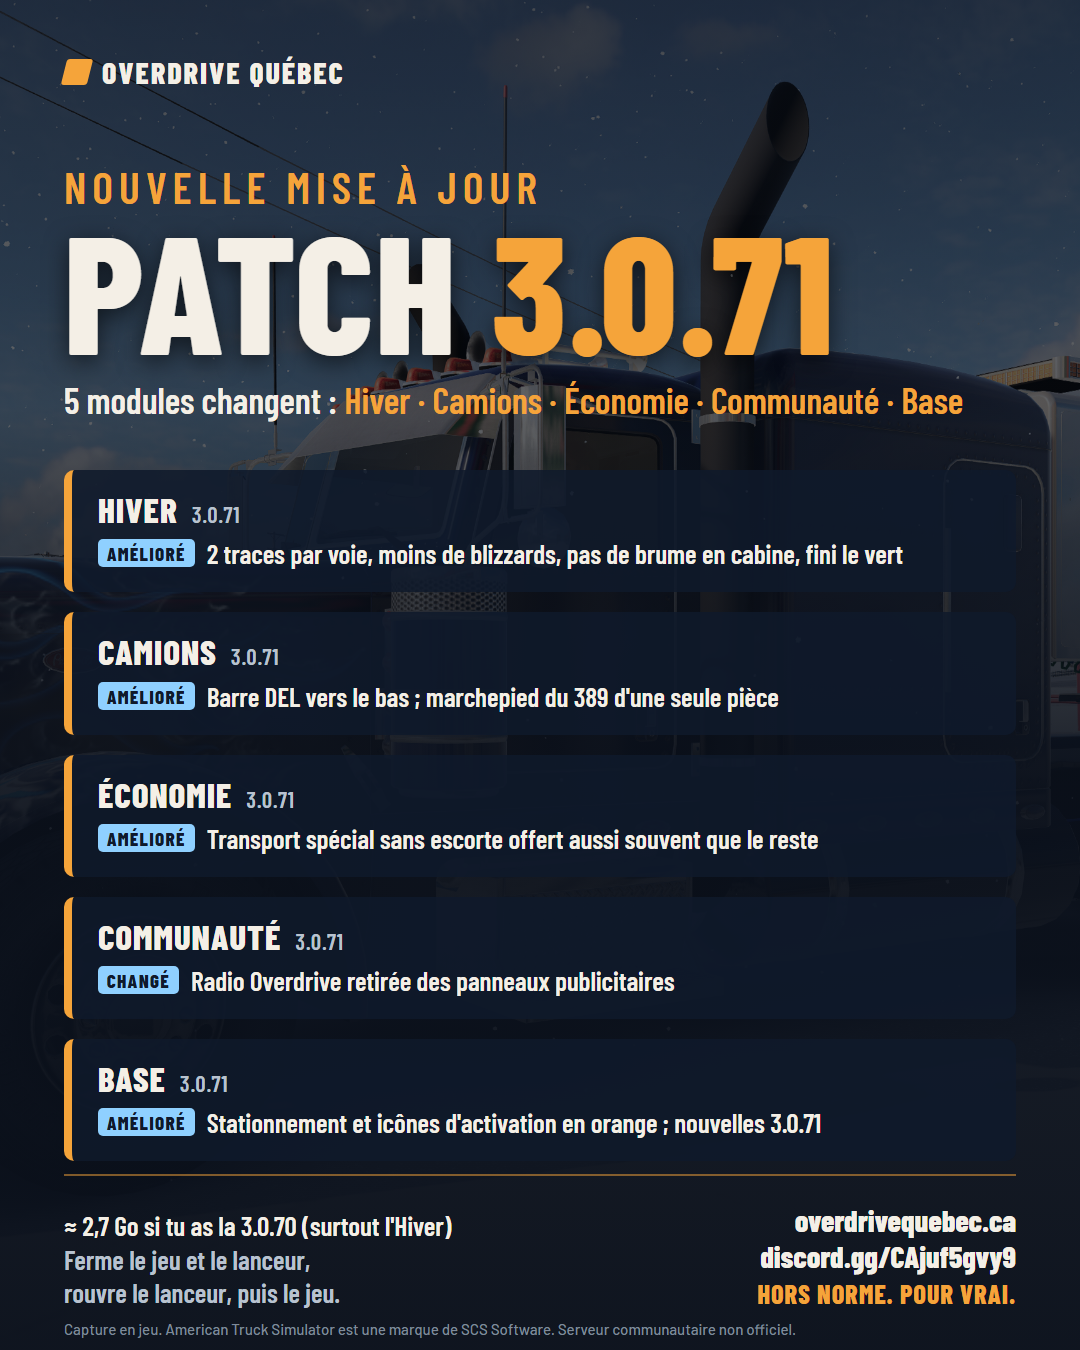 OVERDRIVE QUÉBEC
NOUVELLE MISE À JOUR
PATCH 3.0.71
5 modules changent : Hiver · Camions · Économie · Communauté · Base
HIVER 3.0.71
AMÉLIORÉ 2 traces par voie, moins de blizzards, pas de brume en cabine, fini le vert
CAMIONS 3.0.71
AMÉLIORÉ Barre DEL vers le bas ; marchepied du 389 d'une seule pièce
ÉCONOMIE 3.0.71
AMÉLIORÉ Transport spécial sans escorte offert aussi souvent que le reste
COMMUNAUTÉ 3.0.71
CHANGÉ Radio Overdrive retirée des panneaux publicitaires
BASE 3.0.71
AMÉLIORÉ Stationnement et icônes d'activation en orange ; nouvelles 3.0.71
≈ 2,7 Go si tu as la 3.0.70 (surtout l'Hiver)
Ferme le jeu et le lanceur,
rouvre le lanceur, puis le jeu.
overdrivequebec.ca
discord.gg/CAjuf5gvy9
HORS NORME. POUR VRAI.
Capture en jeu. American Truck Simulator est une marque de SCS Software. Serveur communautaire non officiel.